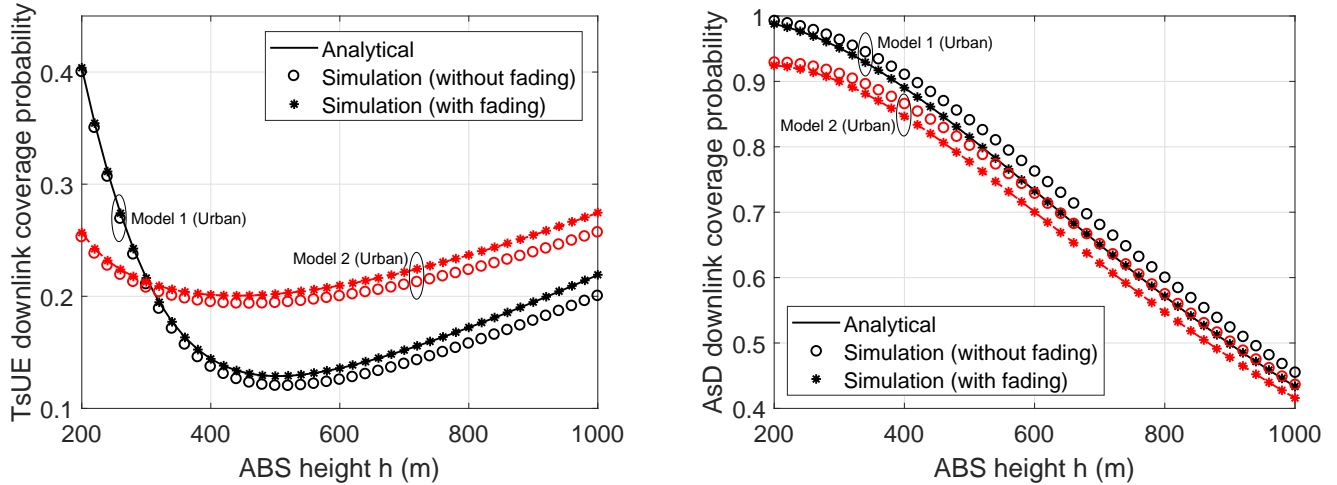 TsUE downlink coverage probability
0.4
0.3
0.2
0.1
200
400
600
800
1000
ABS height h (m)
Analytical
Simulation (without fading)
Simulation (with fading)
Model 1 (Urban)
Model 2 (Urban)
AsD downlink coverage probability
1
0.9
0.8
0.7
0.6
0.5
0.4
200
400
600
800
1000
ABS height h (m)
Model 1 (Urban)
Model 2 (Urban)
Analytical
Simulation (without fading)
Simulation (with fading)